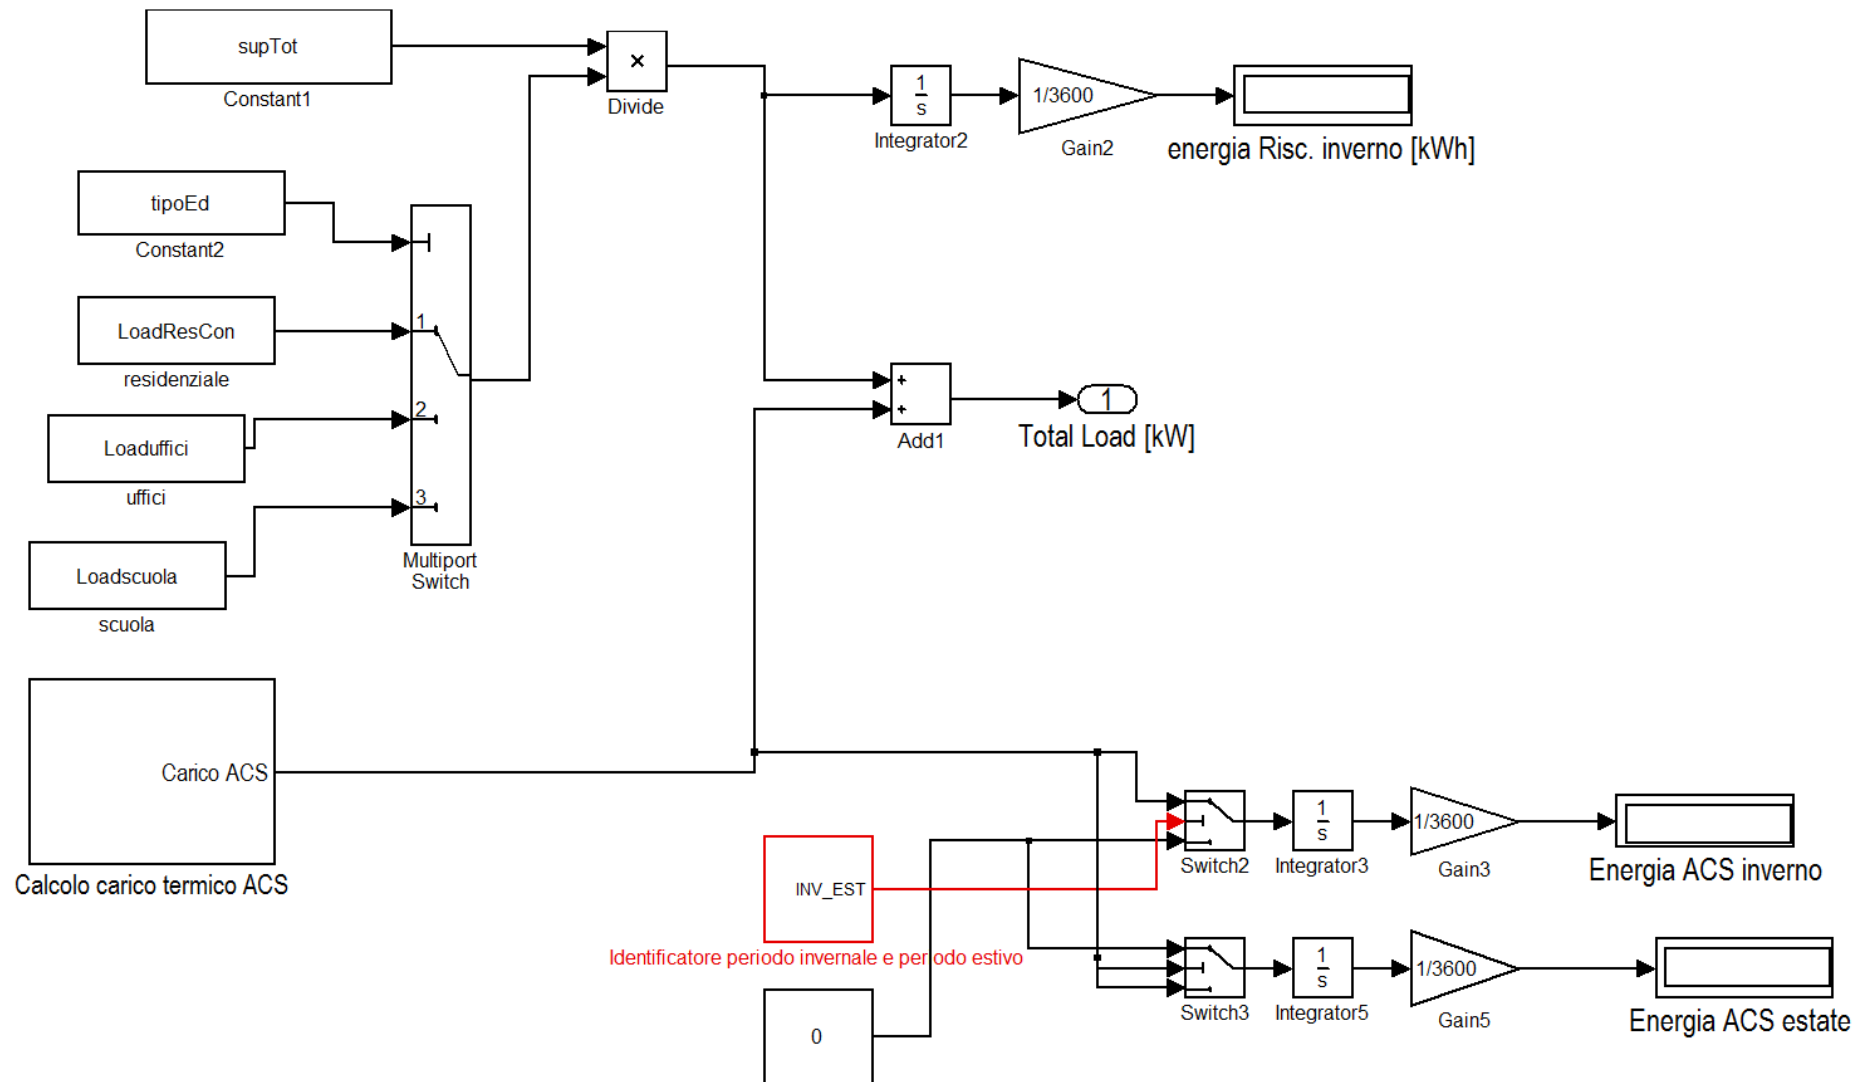 supTot
Constant1
×
Divide
1
s
Integrator2
1/3600
Gain2
energia Risc. inverno [kWh]
tipoEd
Constant2
LoadResCon
residenziale
Loaduffici
uffici
Loadscuola
scuola
1
2
3
Multiport
Switch
+
+
Add1
1
Total Load [kW]
Carico ACS
Calcolo carico termico ACS
INV_EST
Identificatore periodo invernale e periodo estivo
0
Switch2
1
s
Integrator3
1/3600
Gain3
Energia ACS inverno
Switch3
1
s
Integrator5
1/3600
Gain5
Energia ACS estate